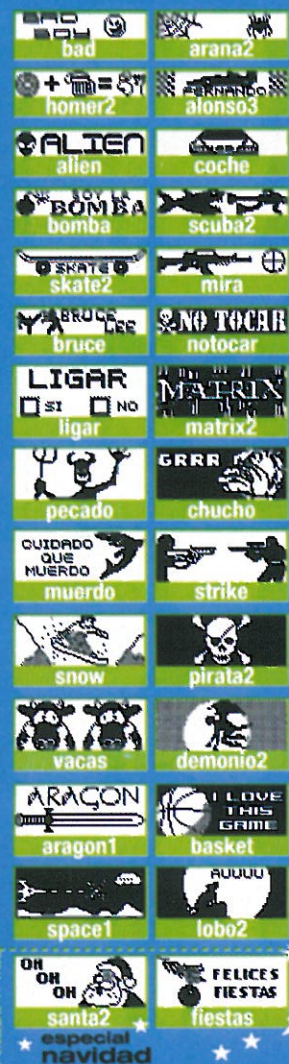 BAD
BOY
bad
arana2
homer2
FERNANDO
alonso3
ALIEN
alien
coche
SOY LA
BOMBA
bomba
scuba2
SKATE
skate2
mira
BRUCE
LEE
bruce
NO TOCAR
notocar
LIGAR
SI NO
ligar
MATRIX
matrix2
pecado
GRRR
chucho
CUIDADO
QUE
MUERDO
muerdo
strike
snow
pirata2
vacas
demonio2
ARAGON
aragon1
I LOVE
THIS
GAME
basket
space1
AUUUU
lobo2
OH
OH
OH
santa2
FELICES
FIESTAS
fiestas
especial
navidad